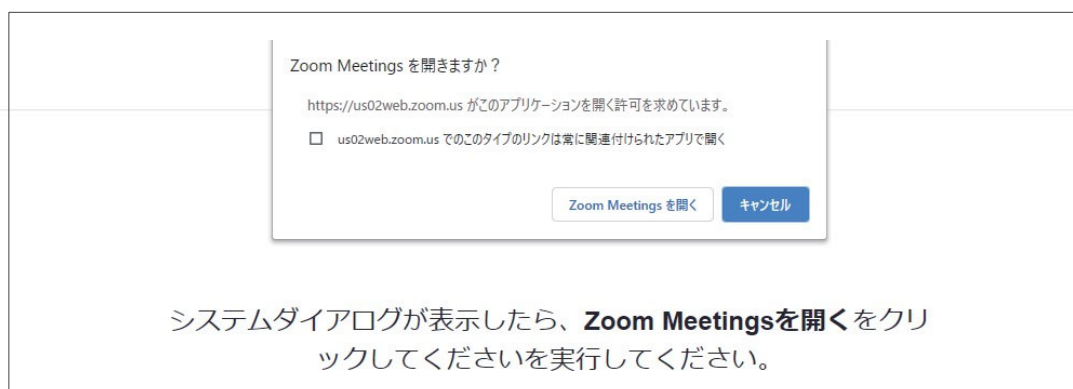 Zoom Meetings を開きますか？
https://us02web.zoom.us がこのアプリケーションを開く許可を求めています。
us02web.zoom.us でのこのタイプのリンクは常に関連付けられたアプリで開く
Zoom Meetings を開く
キャンセル
システムダイアログが表示したら、Zoom Meetingsを開くをクリ
ックしてくださいを実行してください。